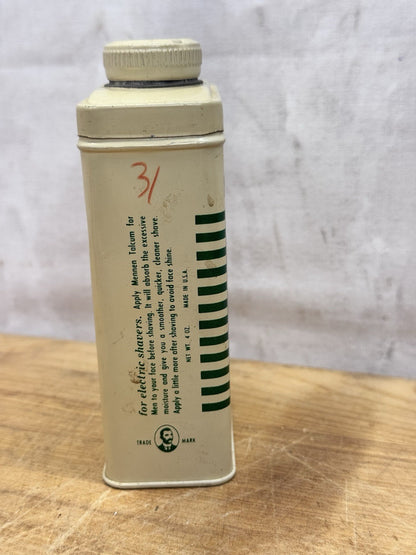 31
for electric shavers. Apply Mennen Talcum for
Men to your face before shaving. It will absorb the excessive
moisture and give you a smoother, quicker, cleaner shave.
Apply a little more after shaving to avoid face shine.
NET WT. 4 OZ. MADE IN U.S.A.
TRADE MARK